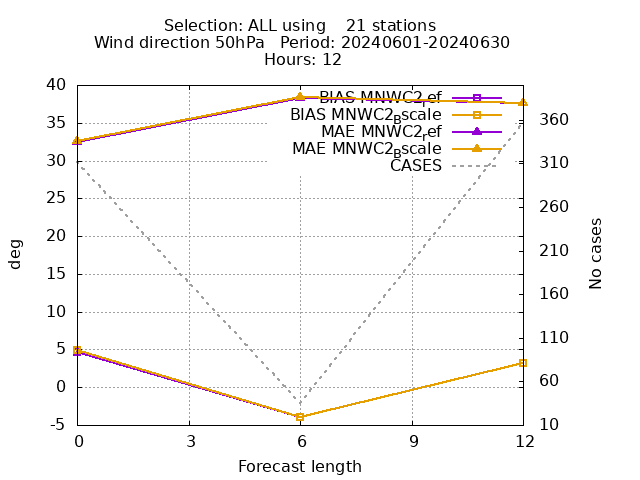 Selection: ALL using    21 stations
Wind direction 50hPa   Period: 20240601-20240630
Hours: 12
40
35
30
25
20
15
10
5
0
-5
deg
BIAS MNWC2_ref
BIAS MNWC2_Bscale
MAE MNWC2_ref
MAE MNWC2_Bscale
CASES
360
310
260
210
160
110
60
10
No cases
0 3 6 9 12
Forecast length